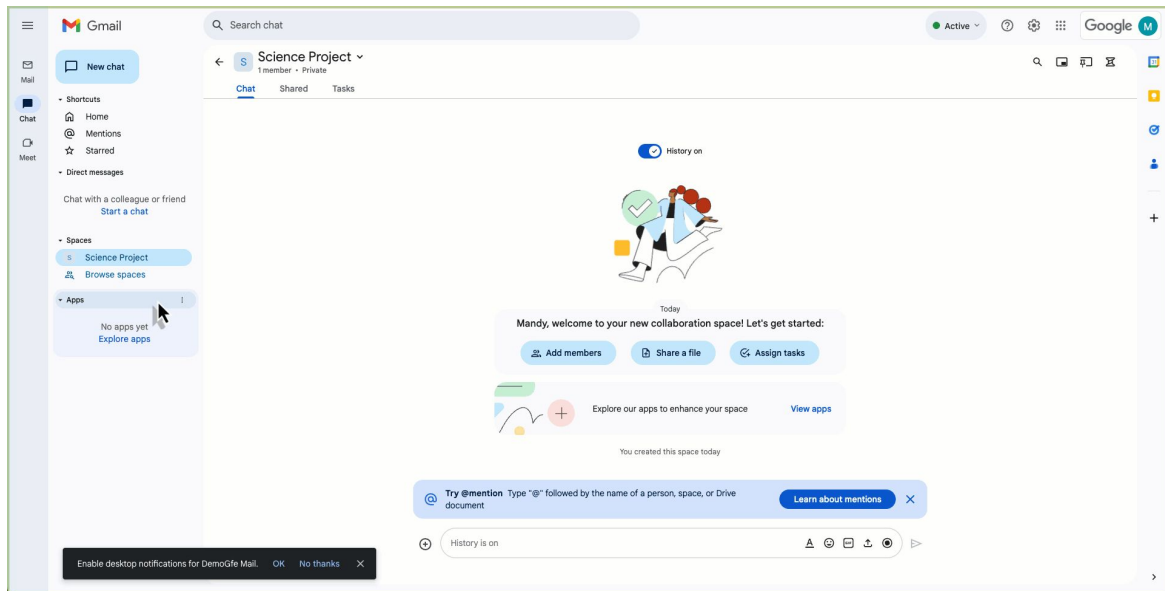 Gmail
Search chat
Active
Google
M
Mail
Chat
Meet
New chat
Shortcuts
Home
Mentions
Starred
Direct messages
Chat with a colleague or friend
Start a chat
Spaces
S Science Project
Browse spaces
Apps
No apps yet
Explore apps
S Science Project
1 member • Private
Chat Shared Tasks
History on
Today
Mandy, welcome to your new collaboration space! Let's get started:
Add members Share a file Assign tasks
Explore our apps to enhance your space View apps
You created this space today
Try @mention Type "@" followed by the name of a person, space, or Drive
document
Learn about mentions
History is on
A
GIF
Enable desktop notifications for DemoGfe Mail. OK No thanks
31